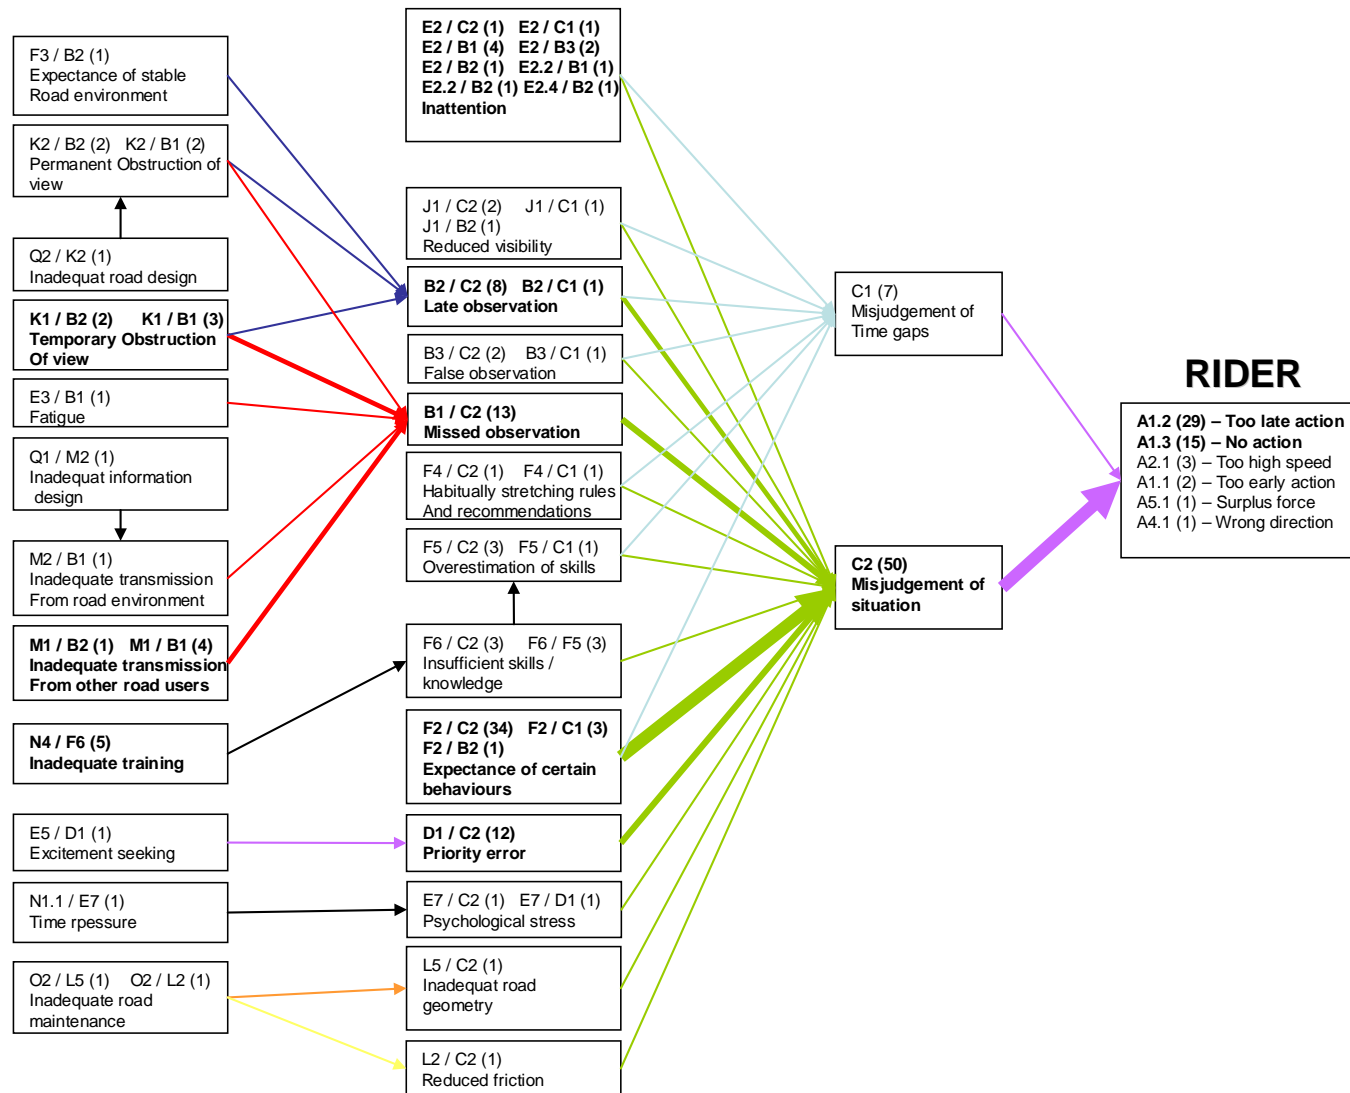 F3 / B2 (1)
Expectance of stable
Road environment
K2 / B2 (2) K2 / B1 (2)
Permanent Obstruction of
view
Q2 / K2 (1)
Inadequat road design
K1 / B2 (2) K1 / B1 (3)
Temporary Obstruction
Of view
E3 / B1 (1)
Fatigue
Q1 / M2 (1)
Inadequat information
design
M2 / B1 (1)
Inadequate transmission
From road environment
M1 / B2 (1) M1 / B1 (4)
Inadequate transmission
From other road users
N4 / F6 (5)
Inadequate training
E5 / D1 (1)
Excitement seeking
N1.1 / E7 (1)
Time rpessure
O2 / L5 (1) O2 / L2 (1)
Inadequate road
maintenance
E2 / C2 (1) E2 / C1 (1)
E2 / B1 (4) E2 / B3 (2)
E2 / B2 (1) E2.2 / B1 (1)
E2.2 / B2 (1) E2.4 / B2 (1)
Inattention
J1 / C2 (2) J1 / C1 (1)
J1 / B2 (1)
Reduced visibility
B2 / C2 (8) B2 / C1 (1)
Late observation
B3 / C2 (2) B3 / C1 (1)
False observation
B1 / C2 (13)
Missed observation
F4 / C2 (1) F4 / C1 (1)
Habitually stretching rules
And recommendations
F5 / C2 (3) F5 / C1 (1)
Overestimation of skills
F6 / C2 (3) F6 / F5 (3)
Insufficient skills /
knowledge
F2 / C2 (34) F2 / C1 (3)
F2 / B2 (1)
Expectance of certain
behaviours
D1 / C2 (12)
Priority error
E7 / C2 (1) E7 / D1 (1)
Psychological stress
L5 / C2 (1)
Inadequat road
geometry
L2 / C2 (1)
Reduced friction
C1 (7)
Misjudgement of
Time gaps
C2 (50)
Misjudgement of
situation
RIDER
A1.2 (29) – Too late action
A1.3 (15) – No action
A2.1 (3) – Too high speed
A1.1 (2) – Too early action
A5.1 (1) – Surplus force
A4.1 (1) – Wrong direction